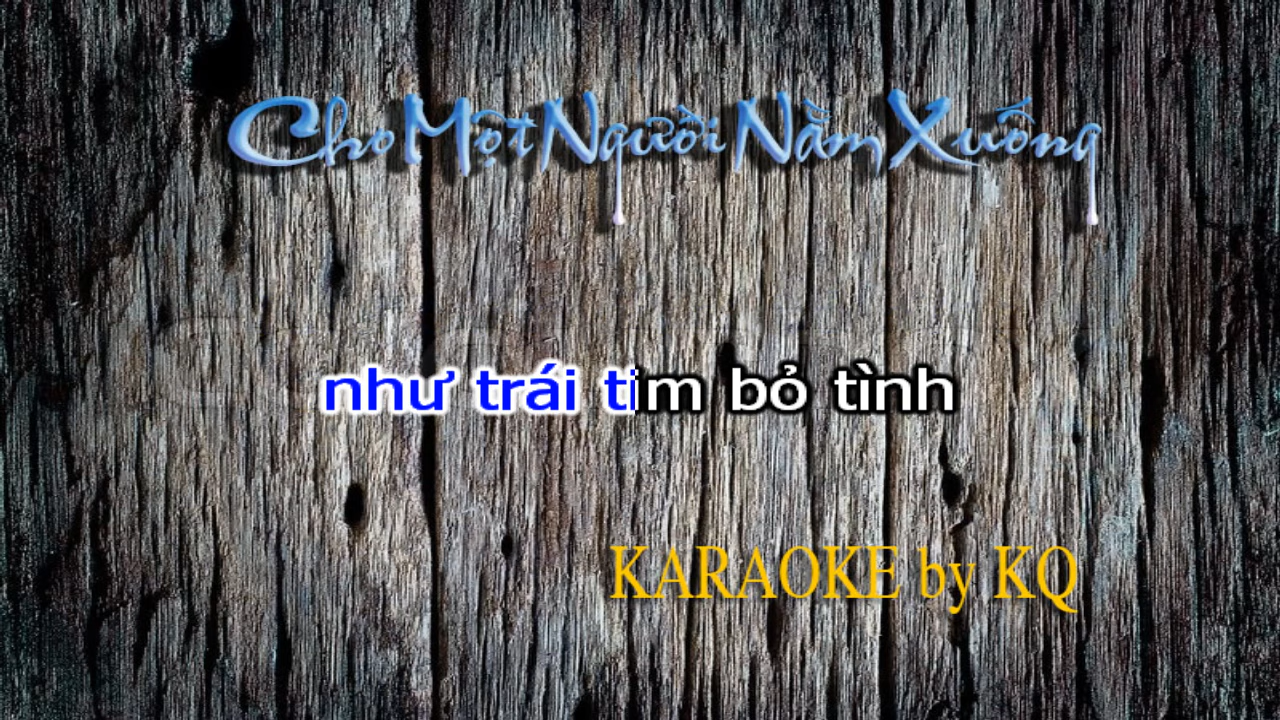 Cho Một Người Nằm Xuống
như trái tim bỏ tình
KARAOKE by KQ